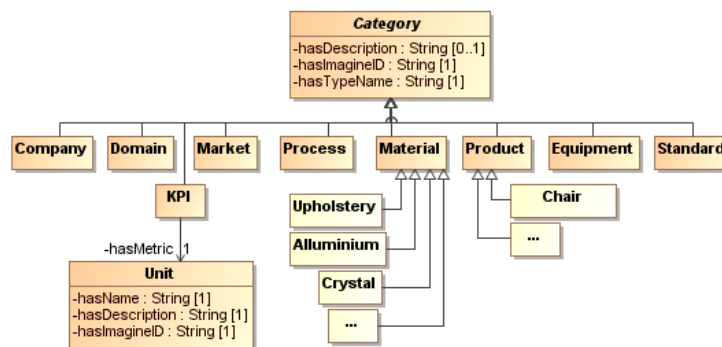 Category
-hasDescription : String [0..1]
-hasImagineID : String [1]
-hasTypeName : String [1]
Company
Domain
Market
Process
Material
Product
Equipment
Standard
KPI
Upholstery
Chair
Alluminium
...
-hasMetric 1
Unit
Crystal
-hasName : String [1]
-hasDescription : String [1]
-hasImagineID : String [1]
...